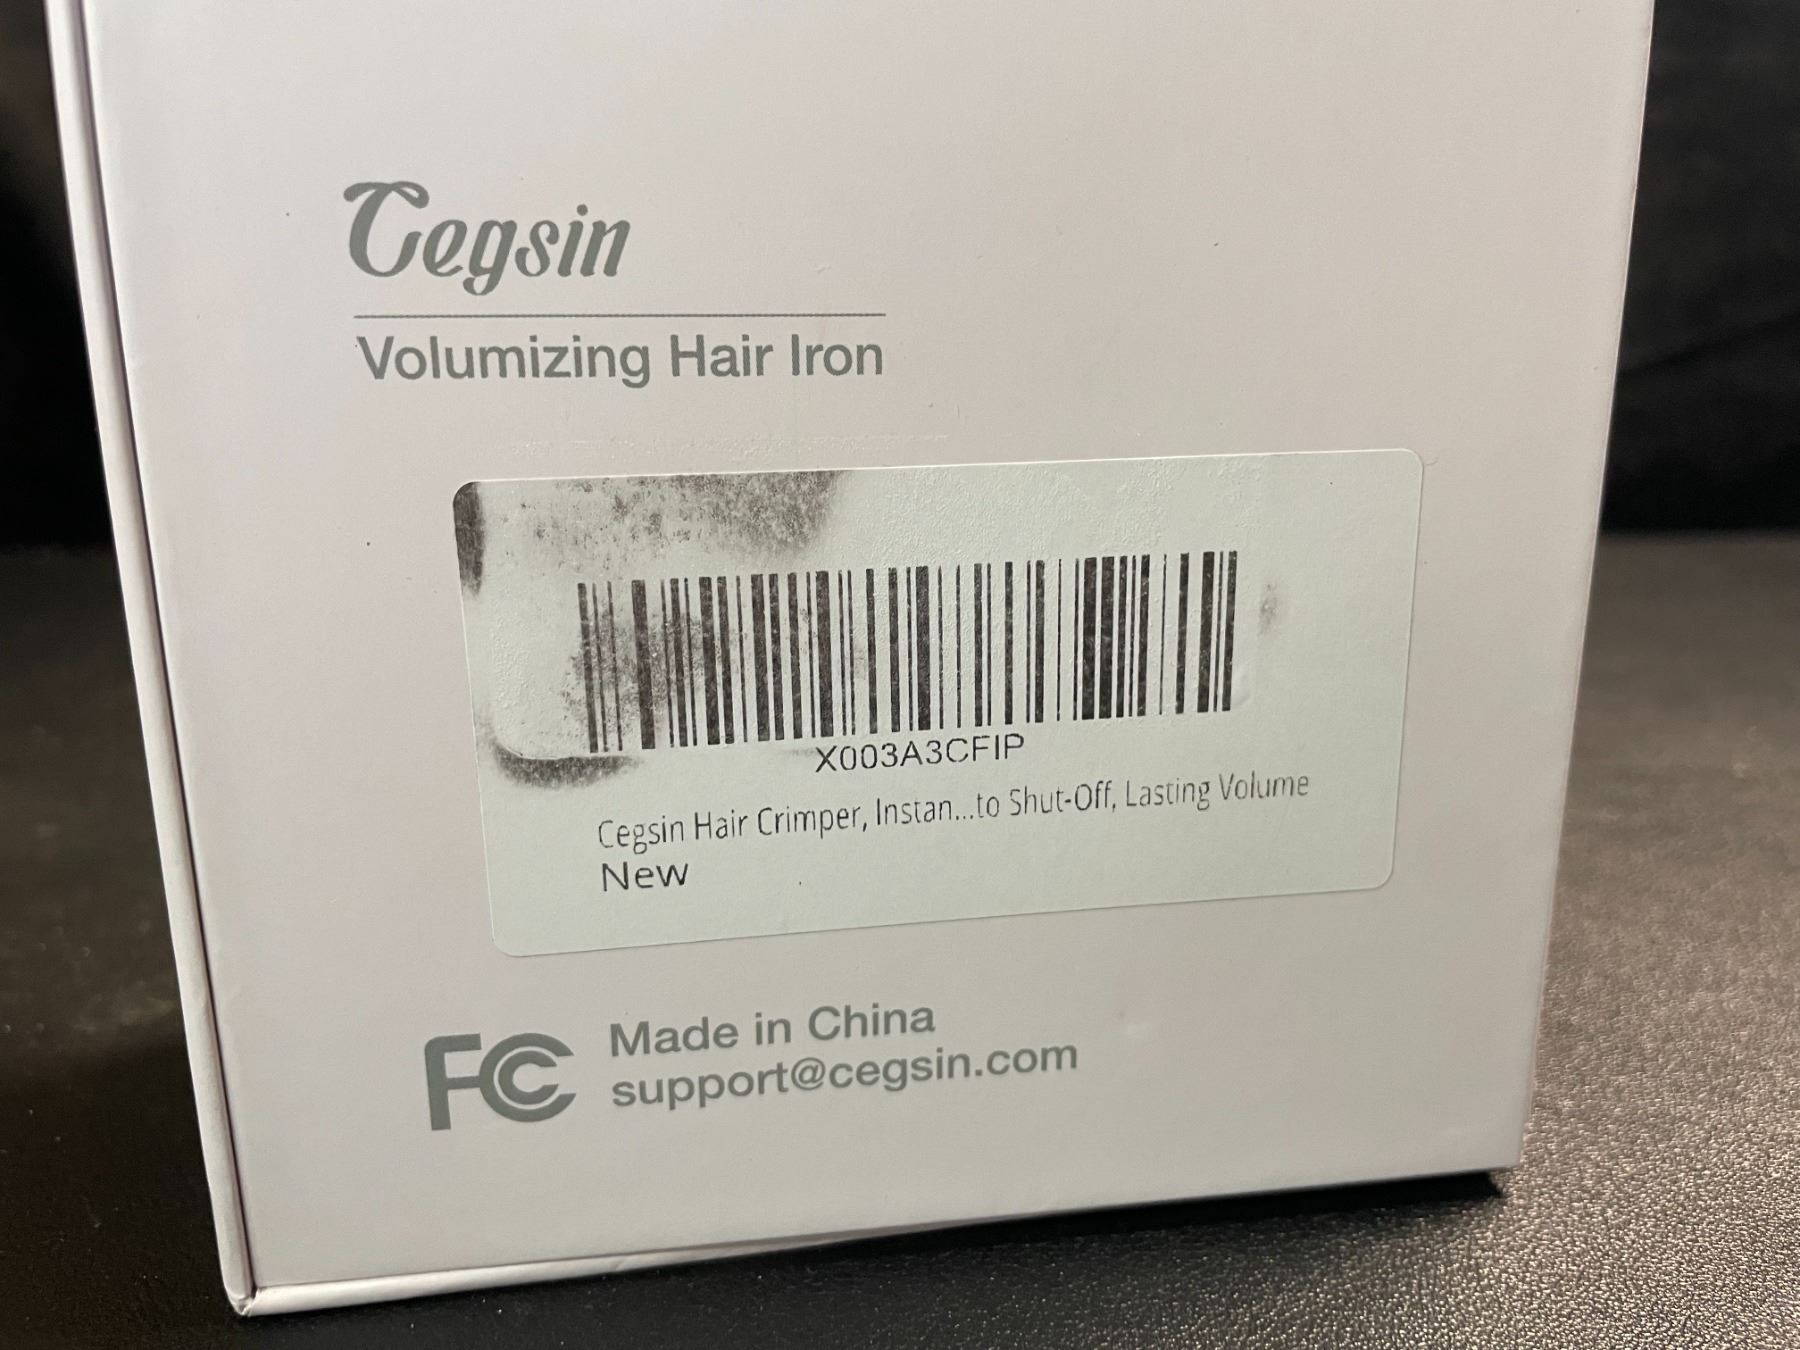 Cegsin
Volumizing Hair Iron
X003A3CFIP
Cegsin Hair Crimper, Instan...to Shut-Off, Lasting Volume
New
FC Made in China
support@cegsin.com